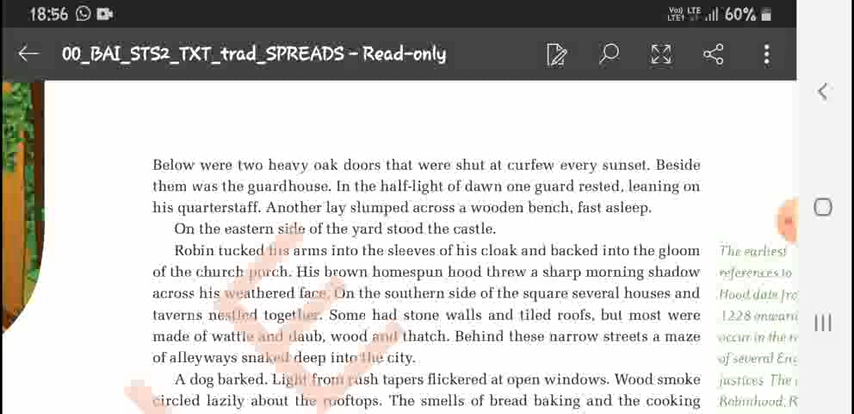 18:56
Vo)) LTE
LTE1
60%
00_BAI_STS2_TXT_trad_SPREADS – Read-only
Below were two heavy oak doors that were shut at curfew every sunset. Beside
them was the guardhouse. In the half-light of dawn one guard rested, leaning on
his quarterstaff. Another lay slumped across a wooden bench, fast asleep.
On the eastern side of the yard stood the castle.
Robin tucked his arms into the sleeves of his cloak and backed into the gloom
of the church porch. His brown homespun hood threw a sharp morning shadow
across his weathered face. On the southern side of the square several houses and
taverns nestled together. Some had stone walls and tiled roofs, but most were
made of wattle and daub, wood and thatch. Behind these narrow streets a maze
of alleyways snaked deep into the city.
A dog barked. Light from rush tapers flickered at open windows. Wood smoke
circled lazily about the rooftops. The smells of bread baking and the cooking
The earliest
references to
Hood date fro
1228 onward
occur in the r
of several Eng
justices The
Robinhood, R